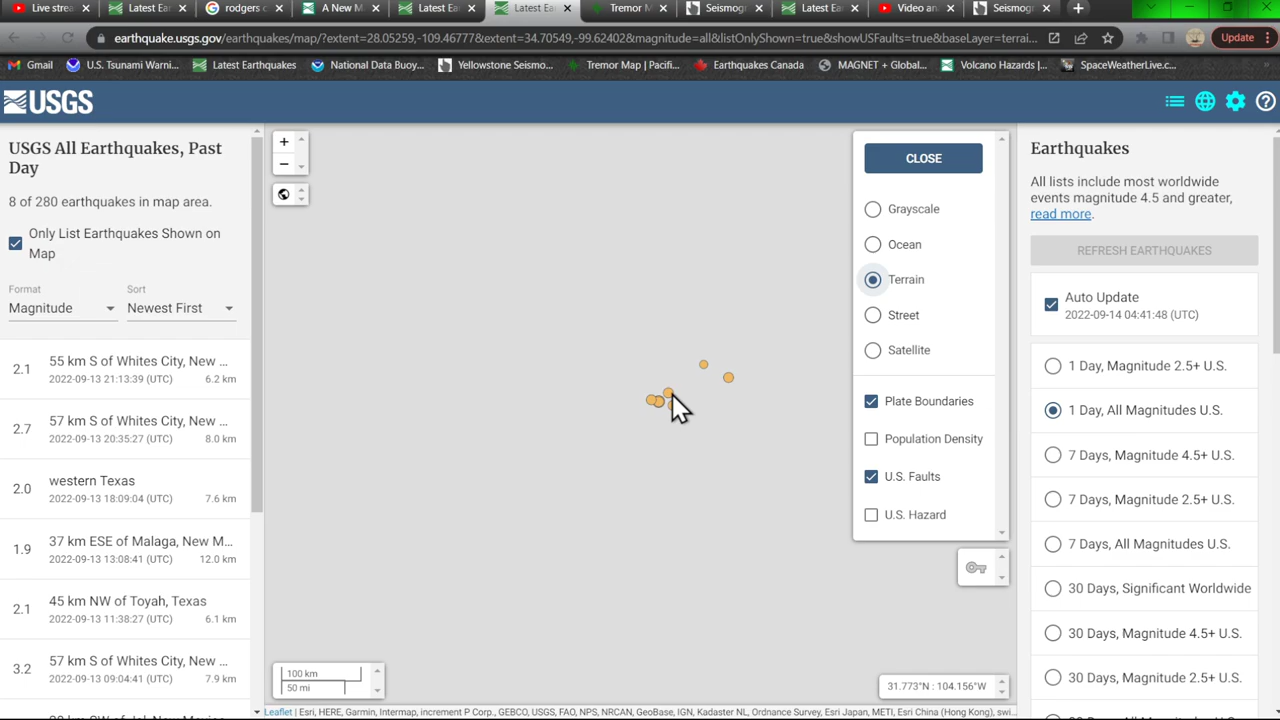 Live strea
Latest Ear
rodgers c
A New M
Latest Ear
Latest Ear
Tremor M
Seismogr
Latest Ear
Video an
Seismogr
earthquake.usgs.gov/earthquakes/map/?extent=28.05259,-109.46777&extent=34.70549,-99.62402&magnitude=all&listOnlyShown=true&showUSFaults=true&baseLayer=terrai...
Update
Gmail
U.S. Tsunami Warni...
Latest Earthquakes
National Data Buoy...
Yellowstone Seismo...
Tremor Map | Pacifi...
Earthquakes Canada
MAGNET + Global...
Volcano Hazards |...
SpaceWeatherLive.c...
USGS
USGS All Earthquakes, Past
Day
8 of 280 earthquakes in map area.
Only List Earthquakes Shown on
Map
Format
Sort
Magnitude
Newest First
2.1
55 km S of Whites City, New ...
2022-09-13 21:13:39 (UTC)
6.2 km
2.7
57 km S of Whites City, New ...
2022-09-13 20:35:27 (UTC)
8.0 km
2.0
western Texas
2022-09-13 18:09:04 (UTC)
7.6 km
1.9
37 km ESE of Malaga, New M...
2022-09-13 13:08:41 (UTC)
12.0 km
2.1
45 km NW of Toyah, Texas
2022-09-13 11:38:27 (UTC)
6.1 km
3.2
57 km S of Whites City, New ...
2022-09-13 09:04:41 (UTC)
7.9 km
+
−
100 km
50 mi
CLOSE
Grayscale
Ocean
Terrain
Street
Satellite
Plate Boundaries
Population Density
U.S. Faults
U.S. Hazard
31.773°N : 104.156°W
Leaflet | Esri, HERE, Garmin, Intermap, increment P Corp., GEBCO, USGS, FAO, NPS, NRCAN, GeoBase, IGN, Kadaster NL, Ordnance Survey, Esri Japan, METI, Esri China (Hong Kong), swi...
Earthquakes
All lists include most worldwide
events magnitude 4.5 and greater,
read more.
REFRESH EARTHQUAKES
Auto Update
2022-09-14 04:41:48 (UTC)
1 Day, Magnitude 2.5+ U.S.
1 Day, All Magnitudes U.S.
7 Days, Magnitude 4.5+ U.S.
7 Days, Magnitude 2.5+ U.S.
7 Days, All Magnitudes U.S.
30 Days, Significant Worldwide
30 Days, Magnitude 4.5+ U.S.
30 Days, Magnitude 2.5+ U.S.